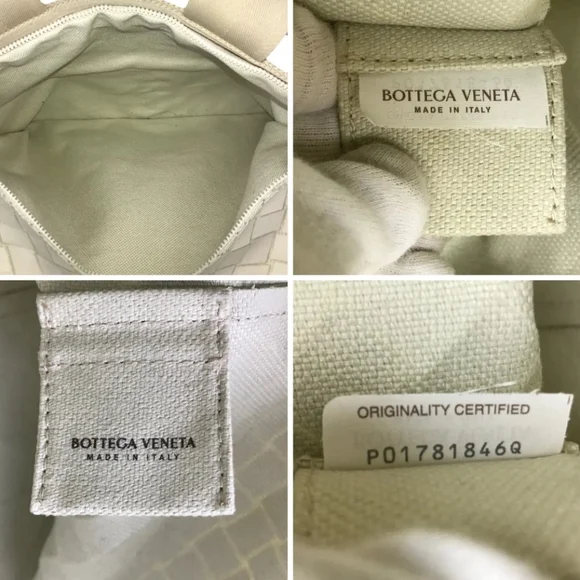 BOTTEGA VENETA
MADE IN ITALY
BOTTEGA VENETA
MADE IN ITALY
ORIGINALITY CERTIFIED
P01781846Q